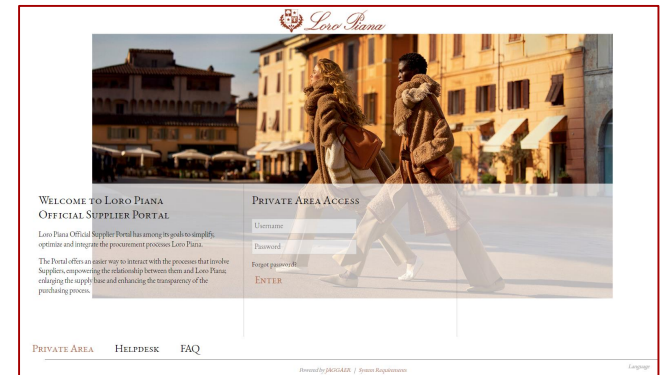 Loro Piana
Welcome to Loro Piana
Official Supplier Portal
Loro Piana Official Supplier Portal has among its goals to simplify,
optimize and integrate the procurement processes Loro Piana.
The Portal offers an easier way to interact with the processes that involve
Suppliers, empowering the relationship between them and Loro Piana;
enlarging the supply base and enhancing the transparency of the
purchasing process.
Private Area Access
Username
Password
Forgot password?
Enter
Private Area Helpdesk FAQ
Powered by JAGGAER | System Requirements
Language